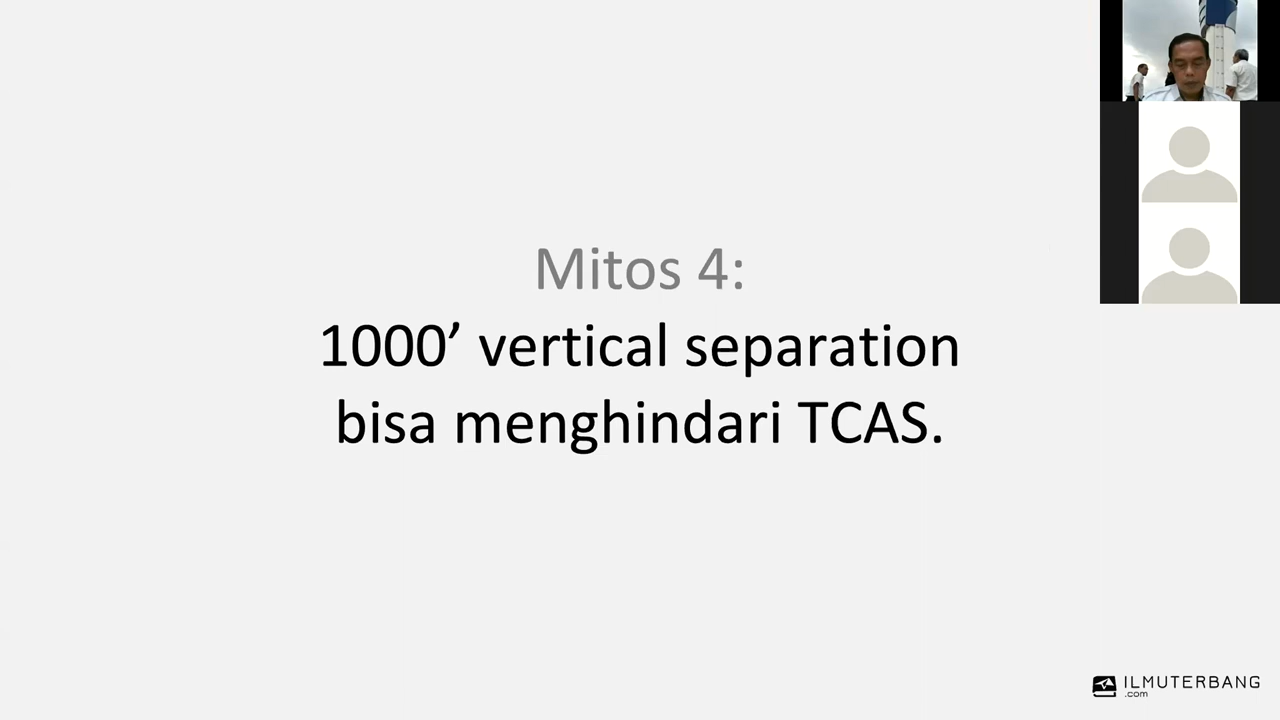 Mitos 4:
1000’ vertical separation
bisa menghindari TCAS.
ILMUTERBANG
.com